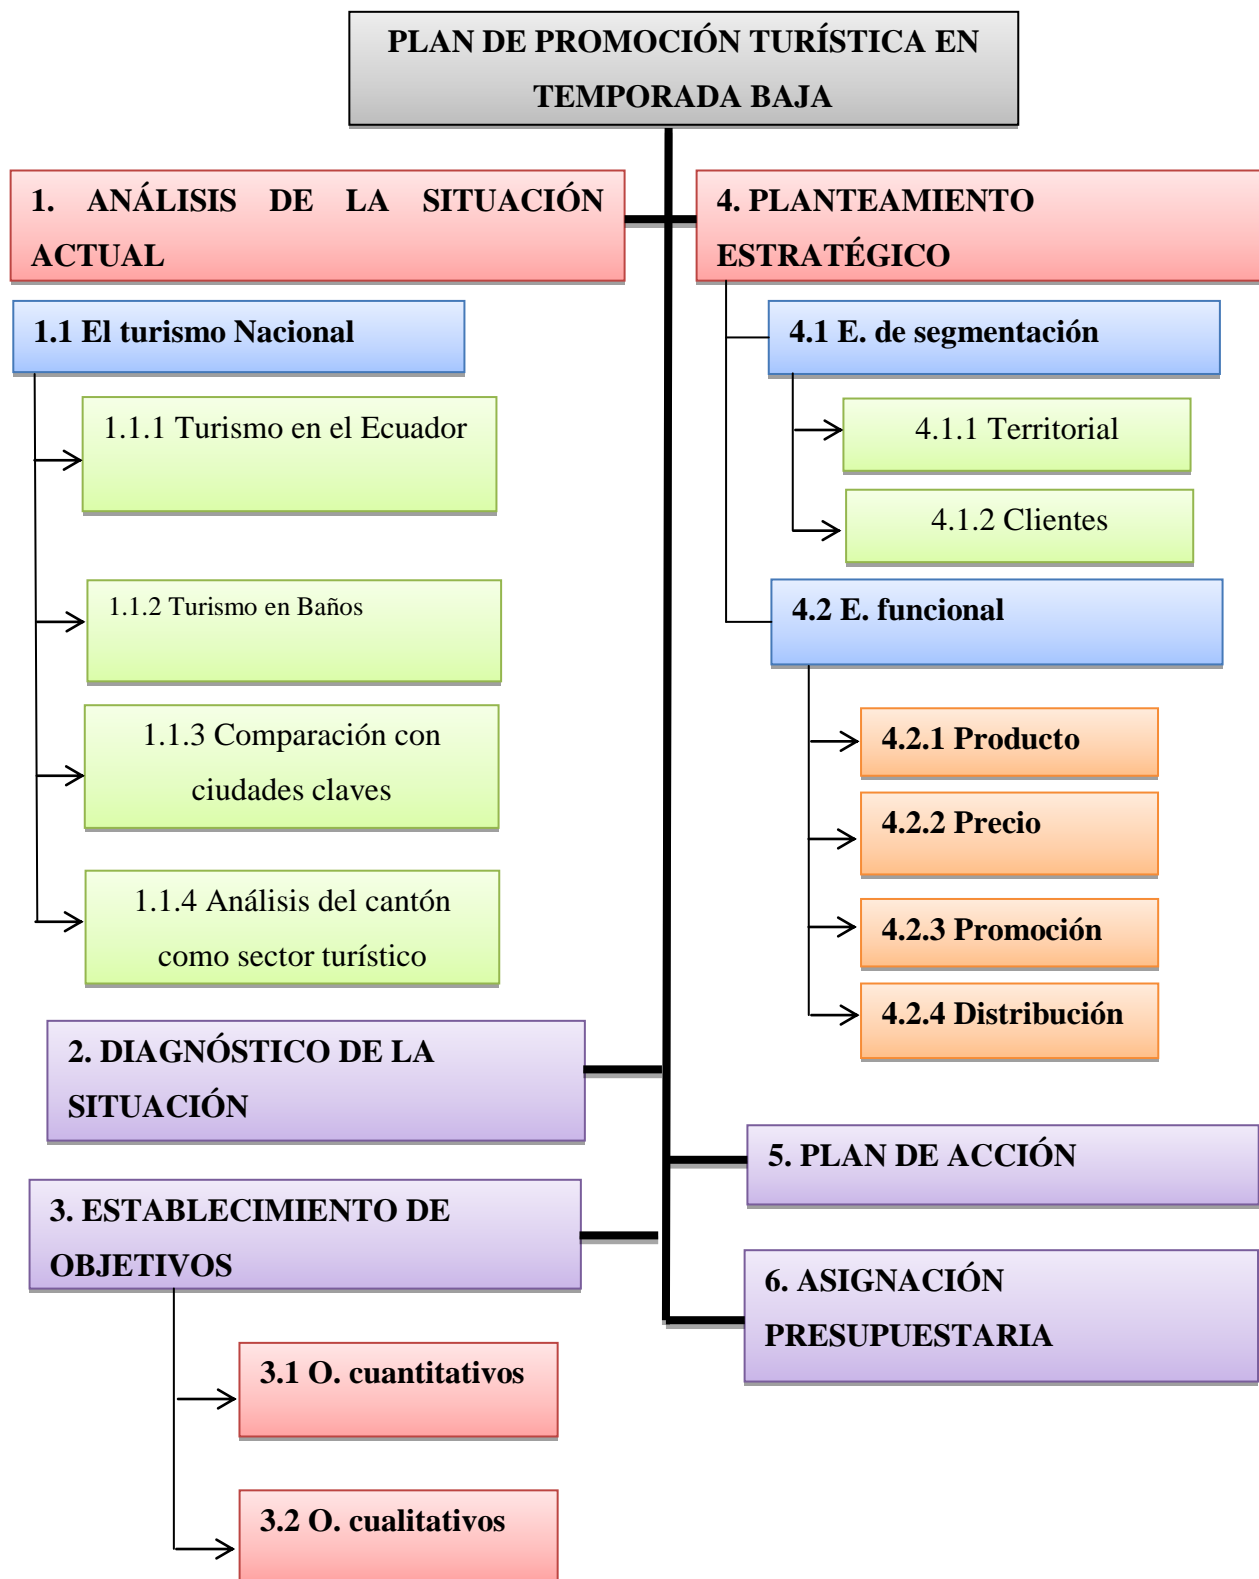 PLAN DE PROMOCIÓN TURÍSTICA EN
TEMPORADA BAJA
1. ANÁLISIS DE LA SITUACIÓN
ACTUAL
1.1 El turismo Nacional
1.1.1 Turismo en el Ecuador
1.1.2 Turismo en Baños
1.1.3 Comparación con
ciudades claves
1.1.4 Análisis del cantón
como sector turístico
2. DIAGNÓSTICO DE LA
SITUACIÓN
3. ESTABLECIMIENTO DE
OBJETIVOS
3.1 O. cuantitativos
3.2 O. cualitativos
4. PLANTEAMIENTO
ESTRATÉGICO
4.1 E. de segmentación
4.1.1 Territorial
4.1.2 Clientes
4.2 E. funcional
4.2.1 Producto
4.2.2 Precio
4.2.3 Promoción
4.2.4 Distribución
5. PLAN DE ACCIÓN
6. ASIGNACIÓN
PRESUPUESTARIA